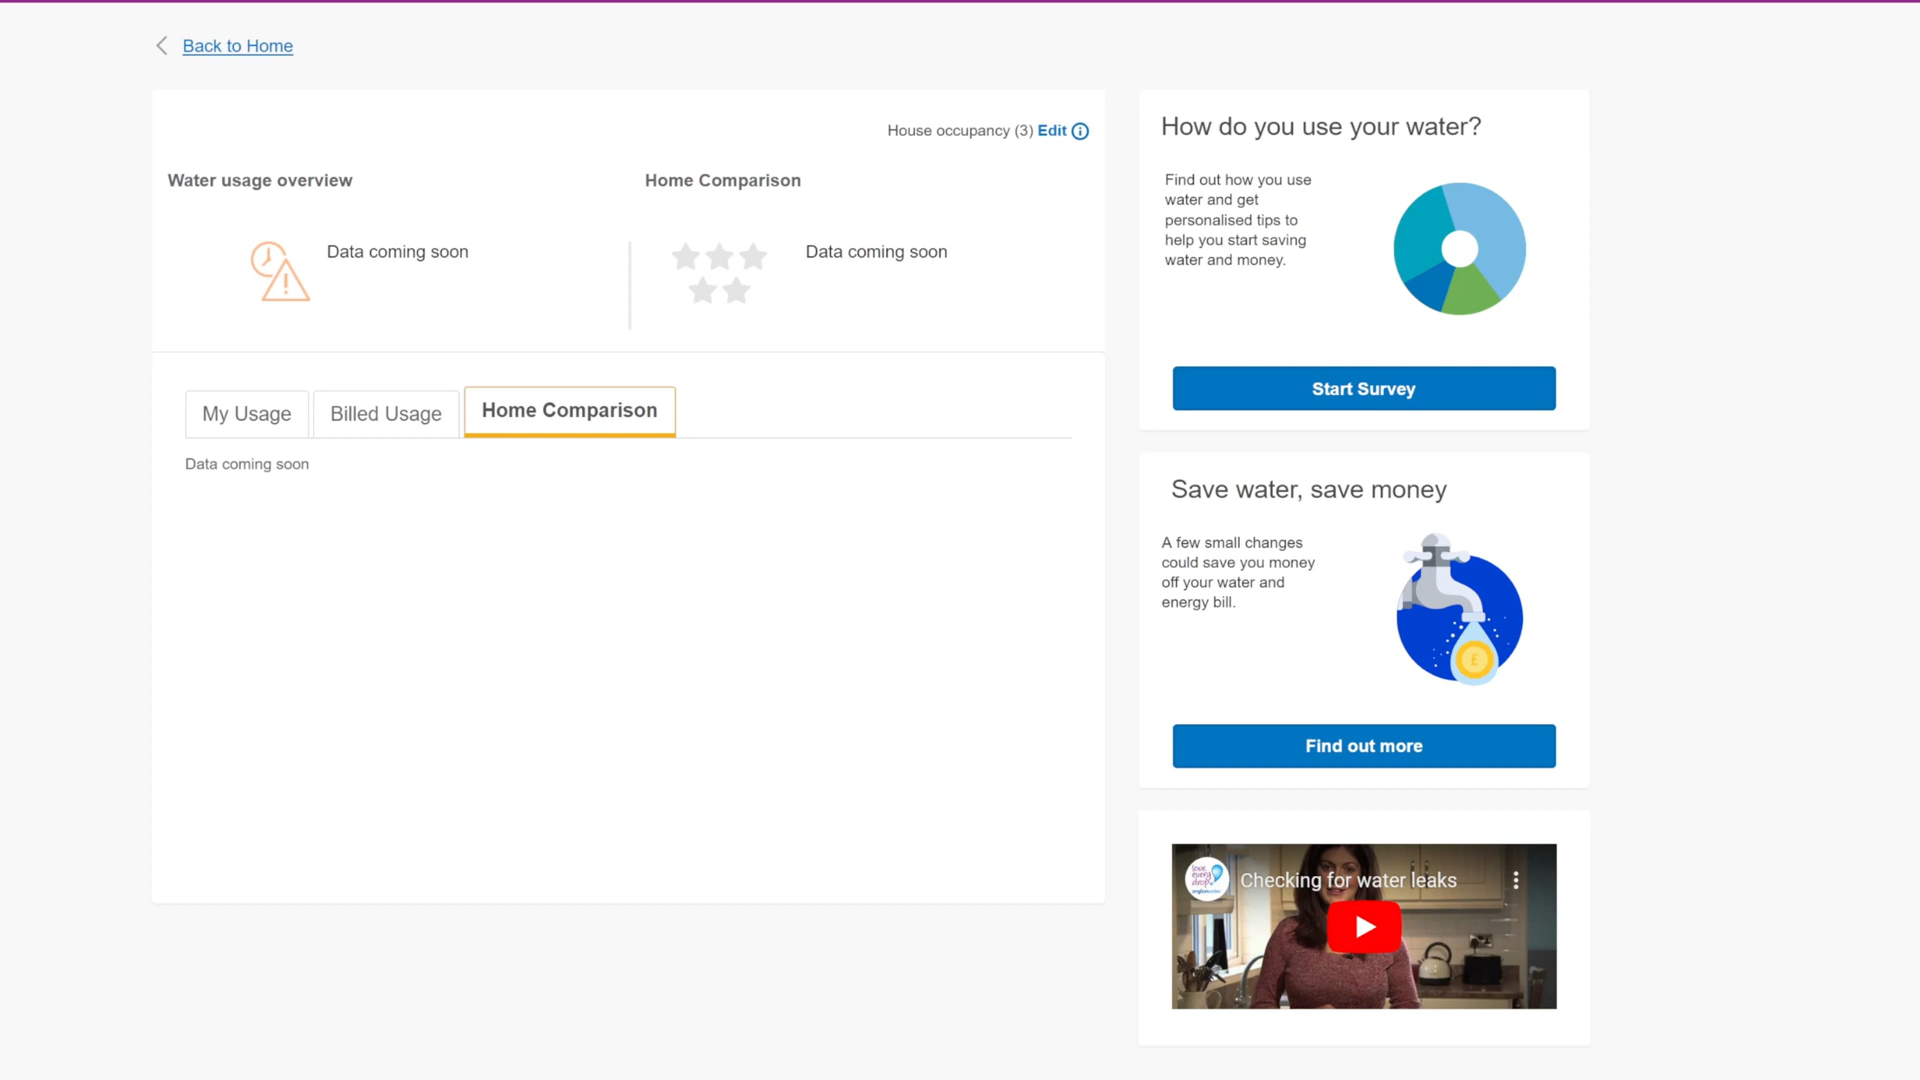 Back to Home
House occupancy (3) Edit
Water usage overview
Home Comparison
Data coming soon
Data coming soon
My Usage
Billed Usage
Home Comparison
Data coming soon
How do you use your water?
Find out how you use
water and get
personalised tips to
help you start saving
water and money.
Start Survey
Save water, save money
A few small changes
could save you money
off your water and
energy bill.
£
Find out more
love
every
drop
anglianwater
Checking for water leaks